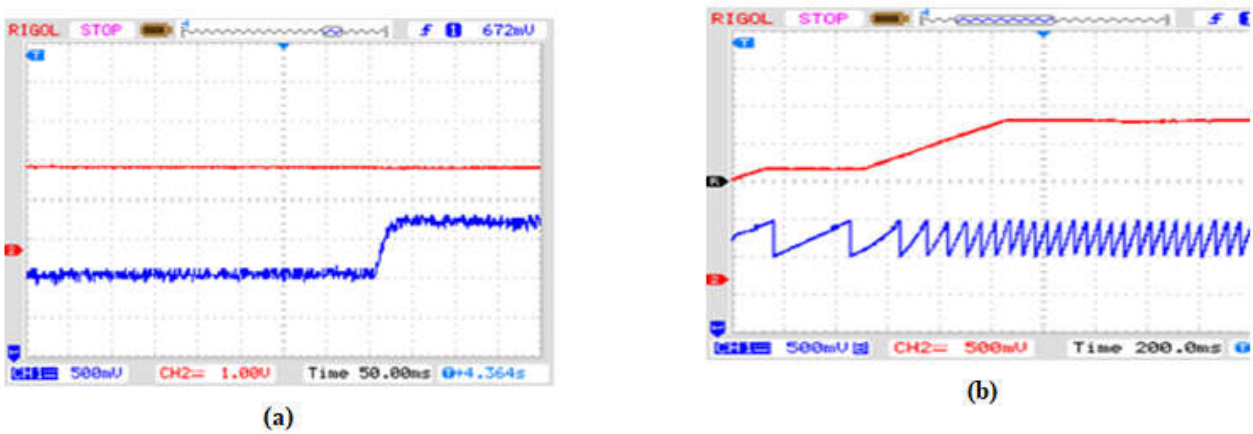 RIGOL STOP 672mV
CH1 500mV CH2= 1.00V Time 50.00ms +4.364s
(a)
RIGOL STOP
CH1 500mV CH2= 500mV Time 200.0ms
(b)